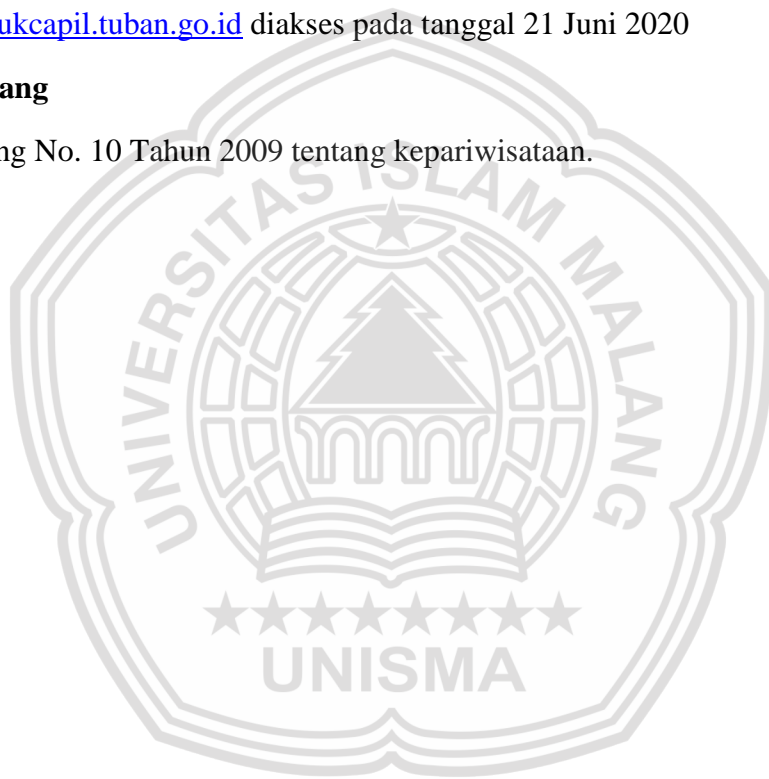 ukcapil.tuban.go.id diakses pada tanggal 21 Juni 2020
ang
ng No. 10 Tahun 2009 tentang kepariwisataan.
UNIVERSITAS ISLAM MALANG
UNISMA